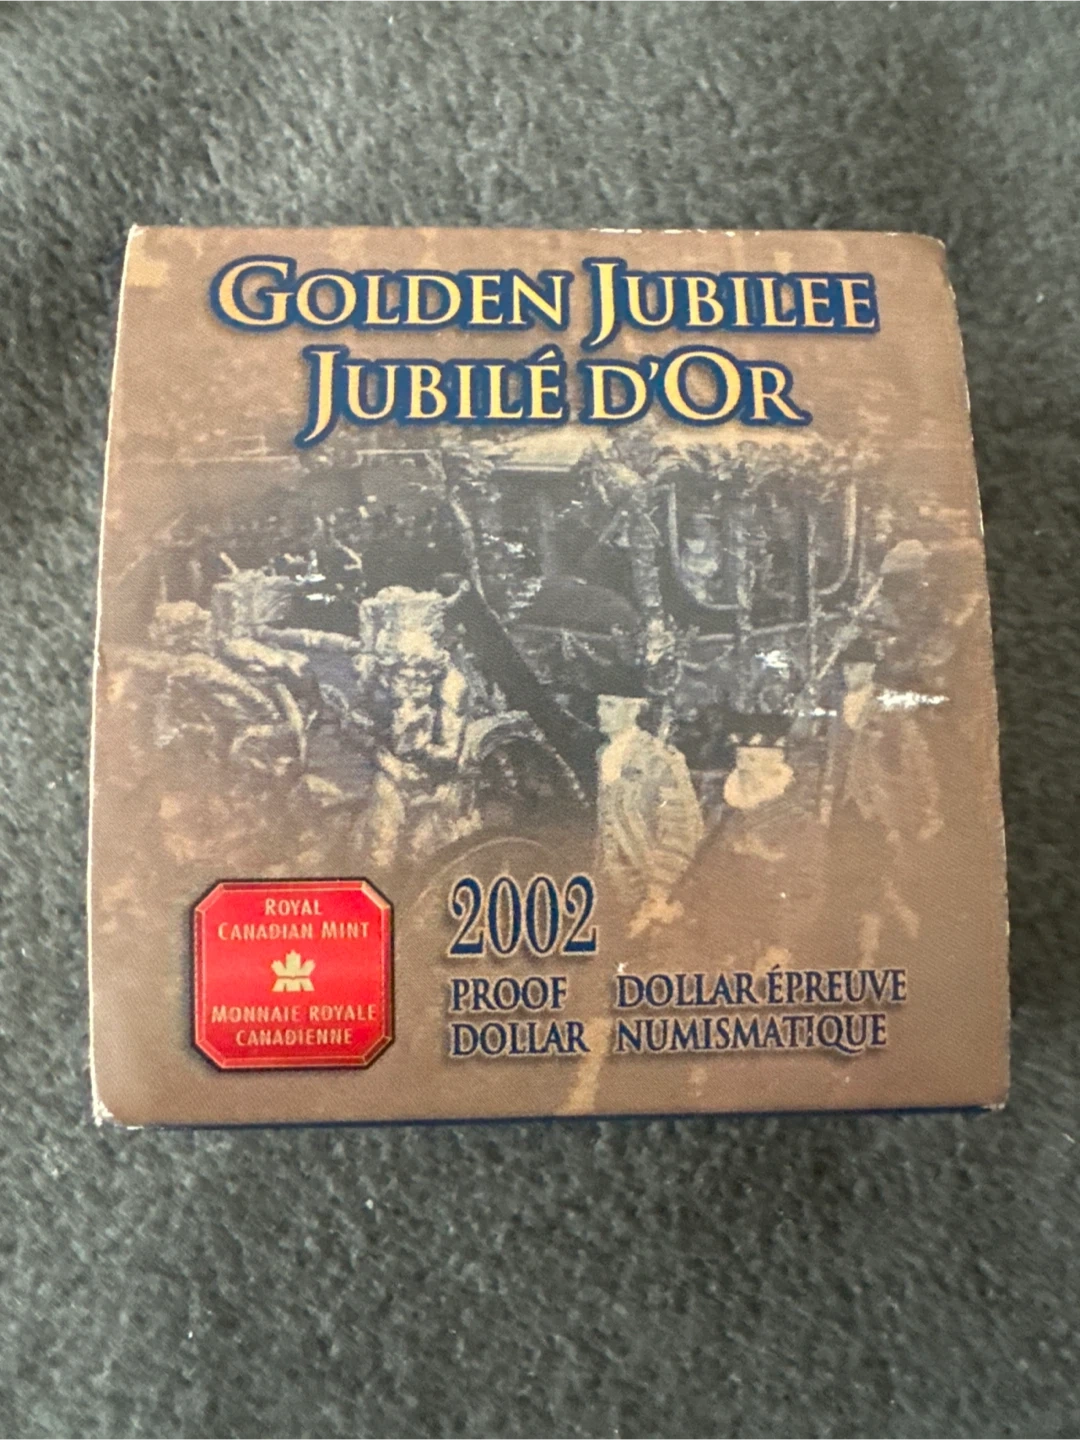 GOLDEN JUBILEE
JUBILÉ D'OR
ROYAL
CANADIAN MINT
MONNAIE ROYALE
CANADIENNE
2002
PROOF DOLLAR ÉPREUVE
DOLLAR NUMISMATIQUE